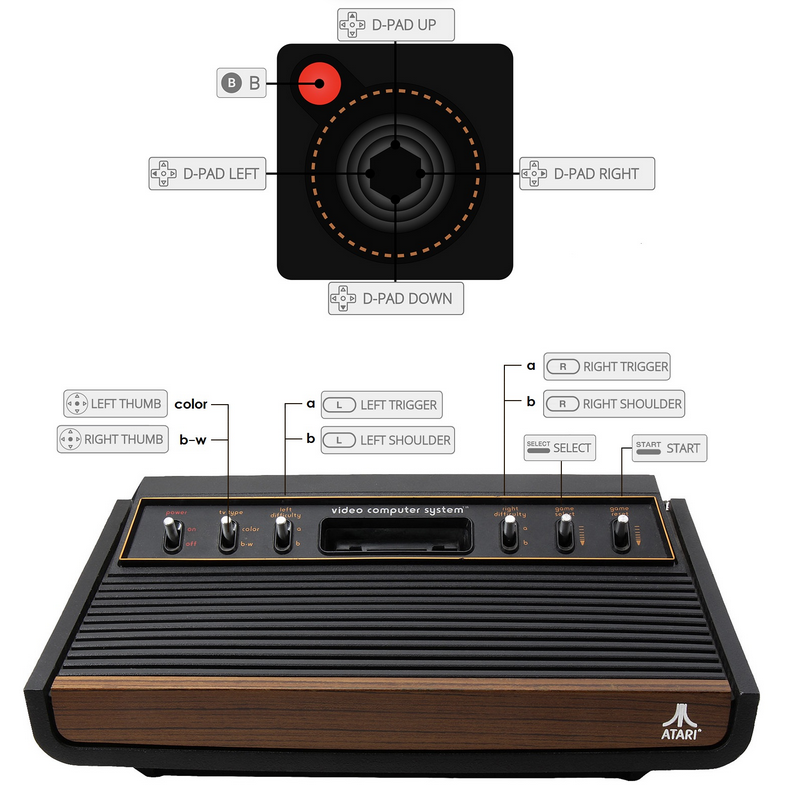 D-PAD UP
B B
D-PAD LEFT
D-PAD RIGHT
D-PAD DOWN
a R RIGHT TRIGGER
LEFT THUMB color
a L LEFT TRIGGER
b R RIGHT SHOULDER
RIGHT THUMB b-w
b L LEFT SHOULDER
SELECT SELECT
START START
power
on
off
tv type
color
b-w
left
difficulty
a
b
video computer system™
right
difficulty
a
b
game
select
game
reset
ATARI®